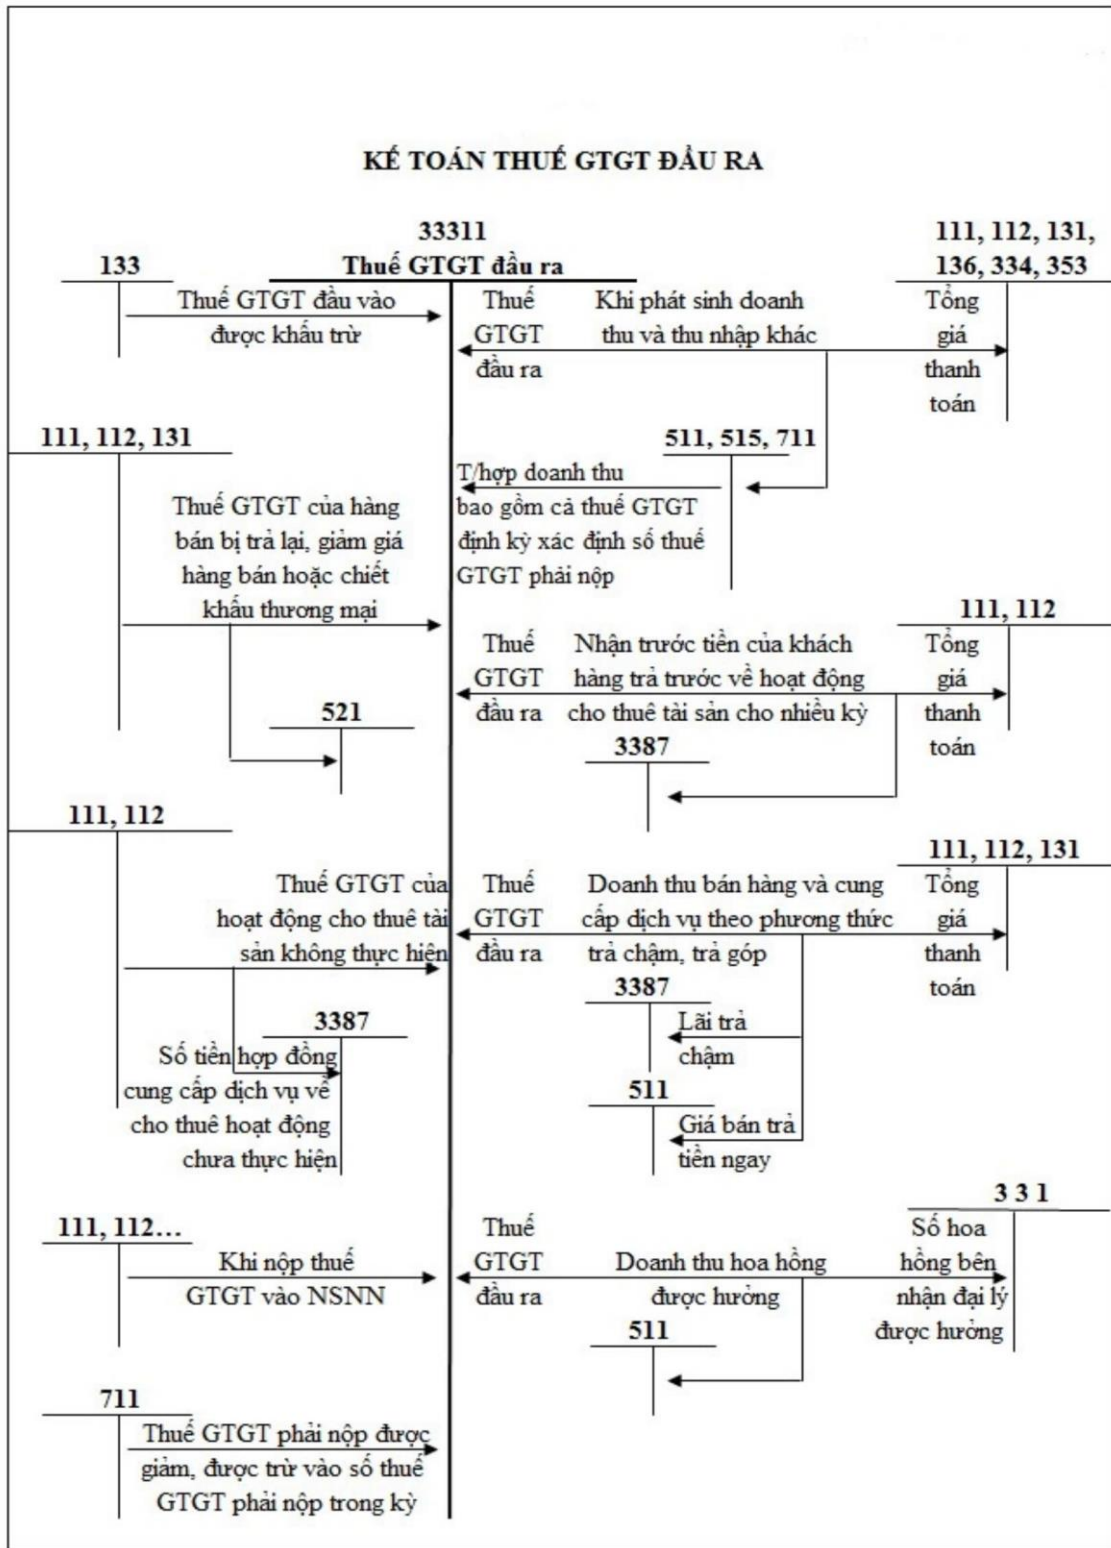 KẾ TOÁN THUẾ GTGT ĐẦU RA
133
33311
Thuế GTGT đầu ra
111, 112, 131,
136, 334, 353
Thuế GTGT đầu vào
được khấu trừ
Thuế
GTGT
đầu ra
Khi phát sinh doanh
thu và thu nhập khác
Tổng
giá
thanh
toán
111, 112, 131
511, 515, 711
T/hợp doanh thu
bao gồm cả thuế GTGT
định kỳ xác định số thuế
GTGT phải nộp
Thuế GTGT của hàng
bán bị trả lại, giảm giá
hàng bán hoặc chiết
khấu thương mại
521
111, 112
Thuế
GTGT
đầu ra
Nhận trước tiền của khách
hàng trả trước về hoạt động
cho thuê tài sản cho nhiều kỳ
Tổng
giá
thanh
toán
3387
111, 112
Thuế GTGT của
hoạt động cho thuê tài
sản không thực hiện
3387
Số tiền hợp đồng
cung cấp dịch vụ về
cho thuê hoạt động
chưa thực hiện
111, 112, 131
Thuế
GTGT
đầu ra
Doanh thu bán hàng và cung
cấp dịch vụ theo phương thức
trả chậm, trả góp
Tổng
giá
thanh
toán
3387
Lãi trả
chậm
511
Giá bán trả
tiền ngay
111, 112…
Khi nộp thuế
GTGT vào NSNN
3 3 1
Thuế
GTGT
đầu ra
Doanh thu hoa hồng
được hưởng
Số hoa
hồng bên
nhận đại lý
được hưởng
511
711
Thuế GTGT phải nộp được
giảm, được trừ vào số thuế
GTGT phải nộp trong kỳ